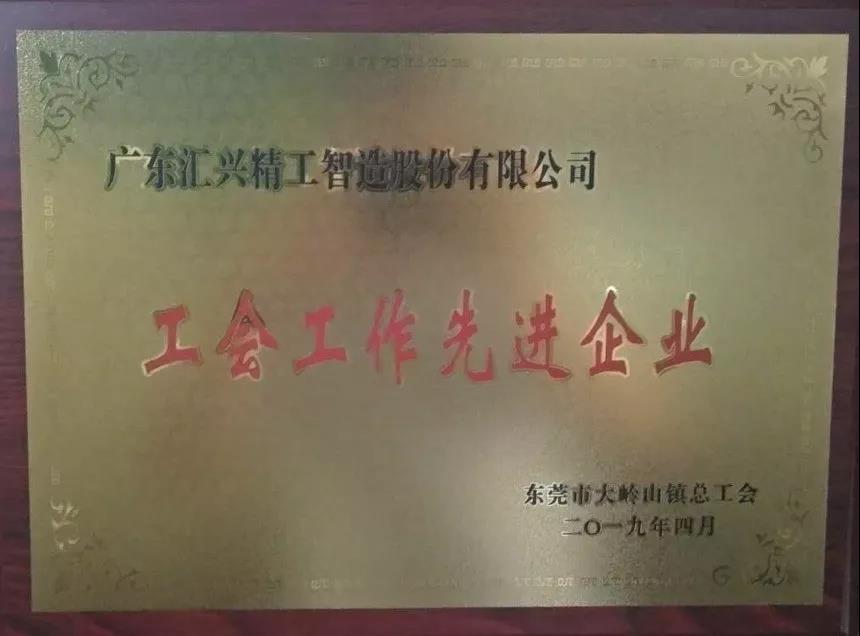 广东汇兴精工智造股份有限公司
工会工作先进企业
东莞市大岭山镇总工会
二〇一九年四月